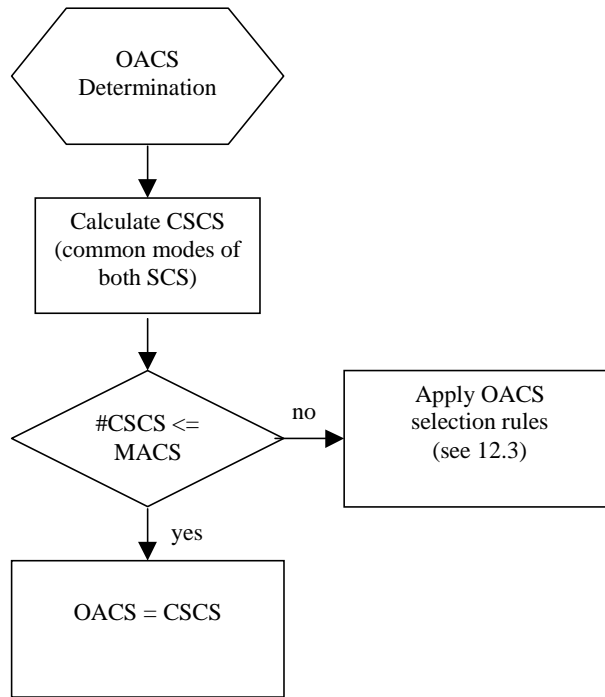 OACS
Determination
Calculate CSCS
(common modes of
both SCS)
#CSCS <=
MACS
no
Apply OACS
selection rules
(see 12.3)
yes
OACS = CSCS